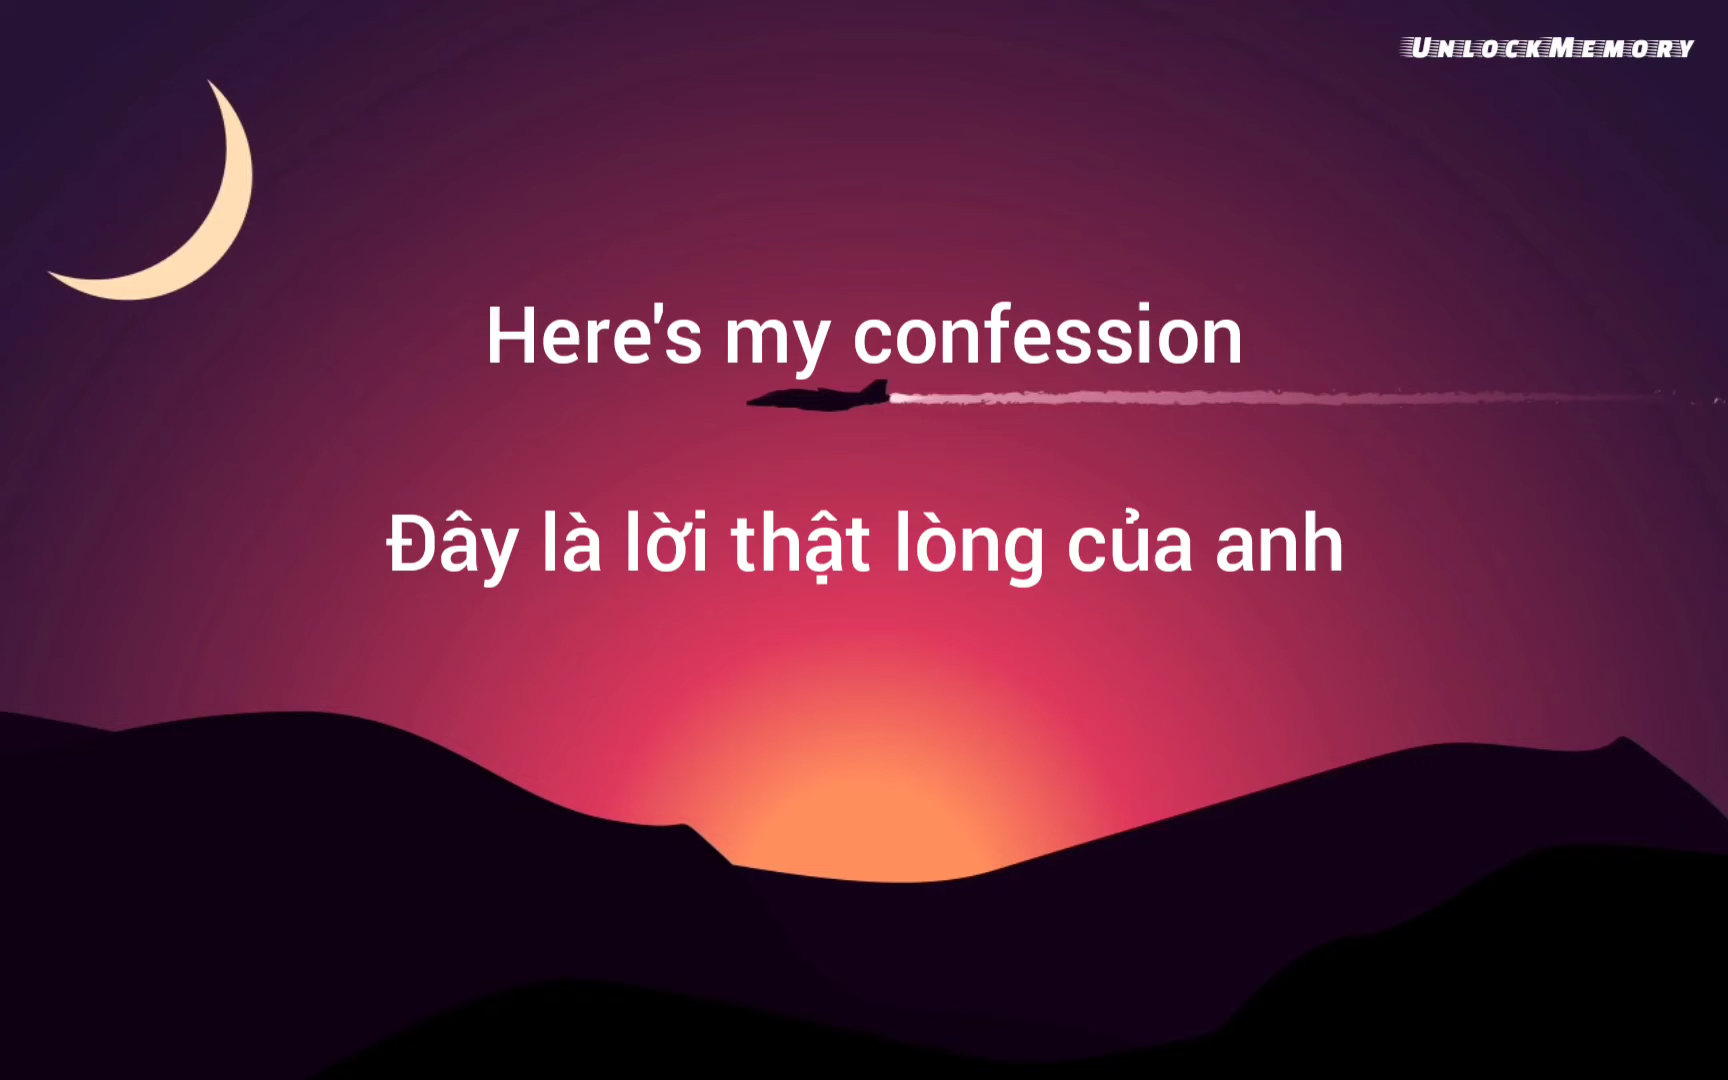 UNLOCKMEMORY
Here's my confession
Đây là lời thật lòng của anh